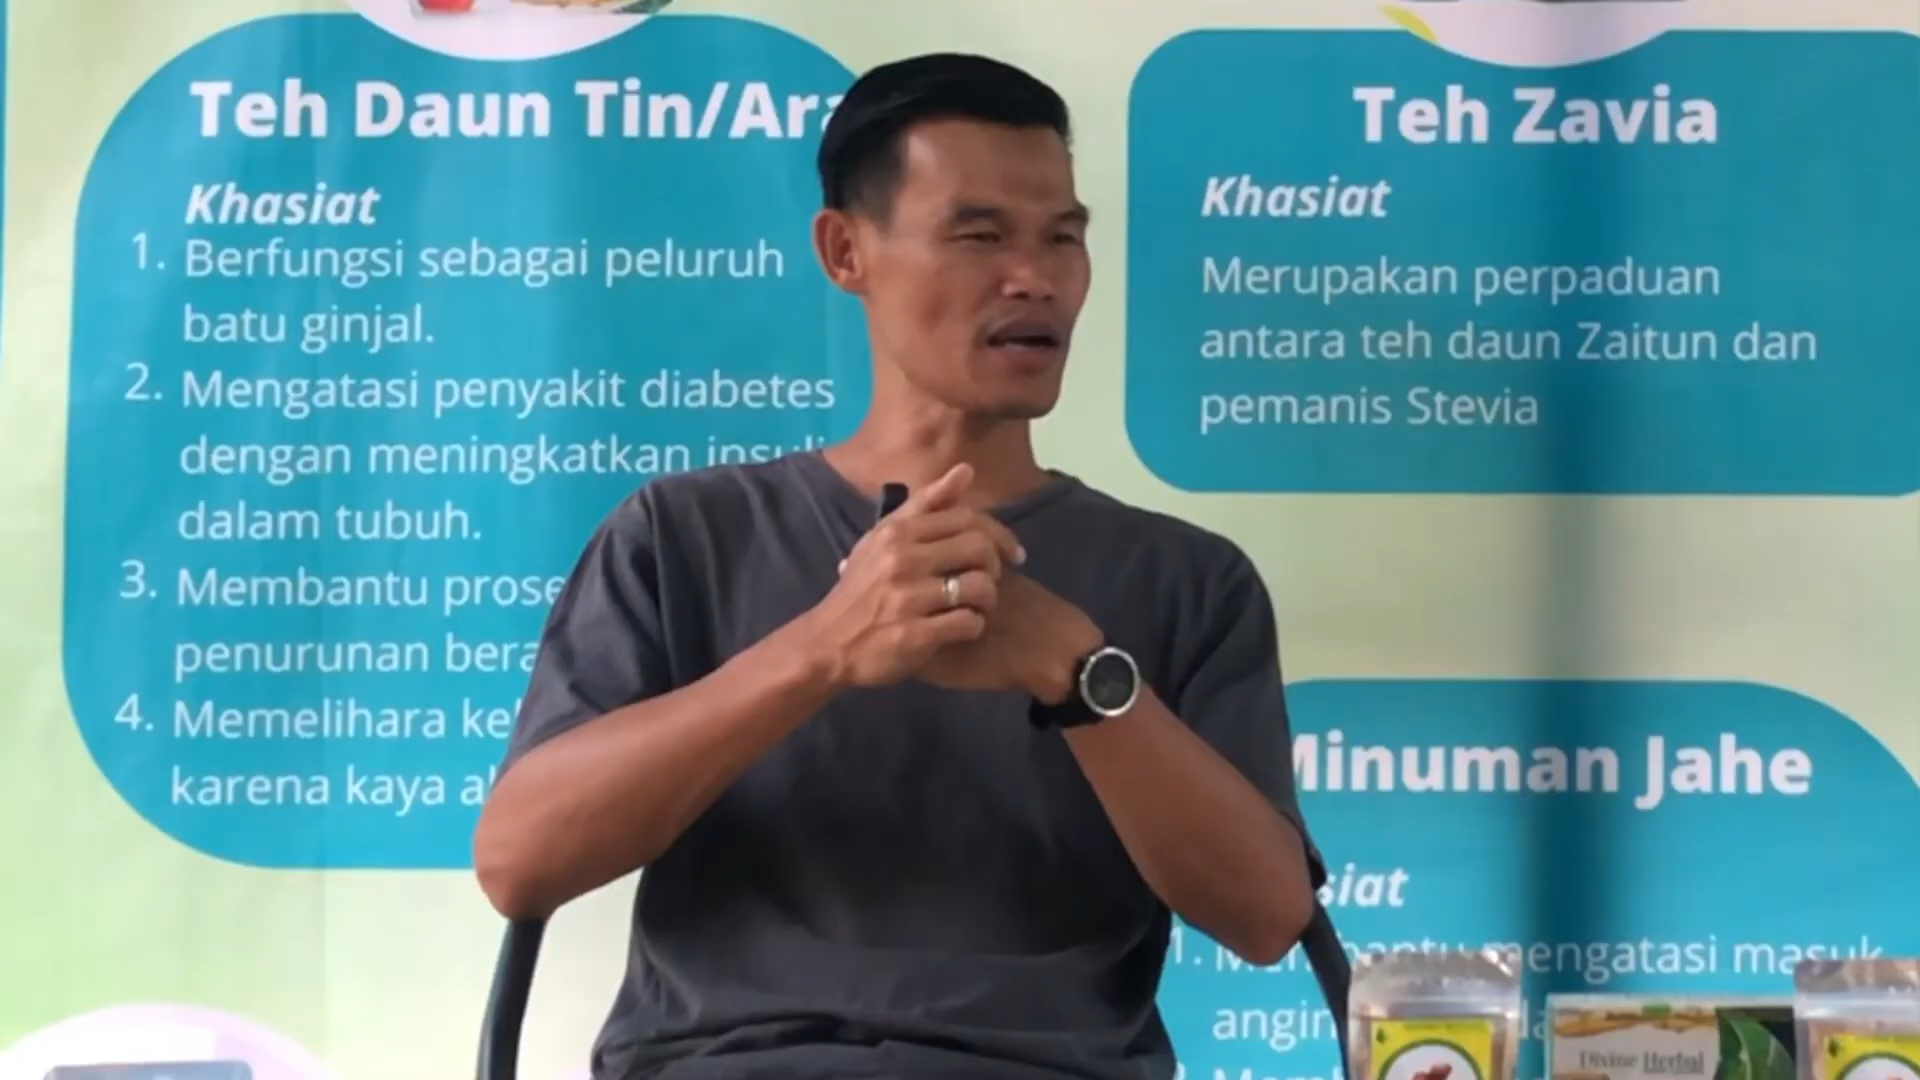 Teh Daun Tin/Ara
Khasiat
1. Berfungsi sebagai peluruh
batu ginjal.
2. Mengatasi penyakit diabetes
dengan meningkatkan
dalam tubuh.
3. Membantu
penurunan
4. Memelihara
karena kaya
Teh Zavia
Khasiat
Merupakan perpaduan
antara teh daun Zaitun dan
pemanis Stevia
Minuman Jahe
siat
1. mengatasi masuk
angin
Divine Herbal